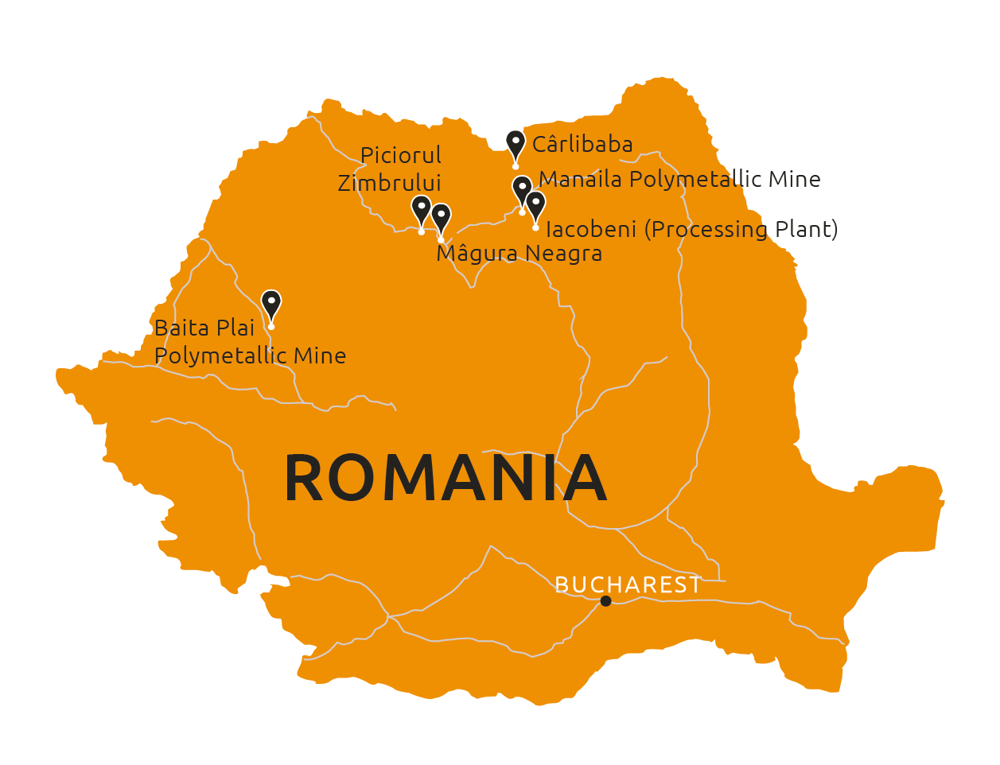 Cârlibaba
Piciorul
Zimbrului
Manaila Polymetallic Mine
Iacobeni (Processing Plant)
Mâgura Neagra
Baita Plai
Polymetallic Mine
ROMANIA
BUCHAREST